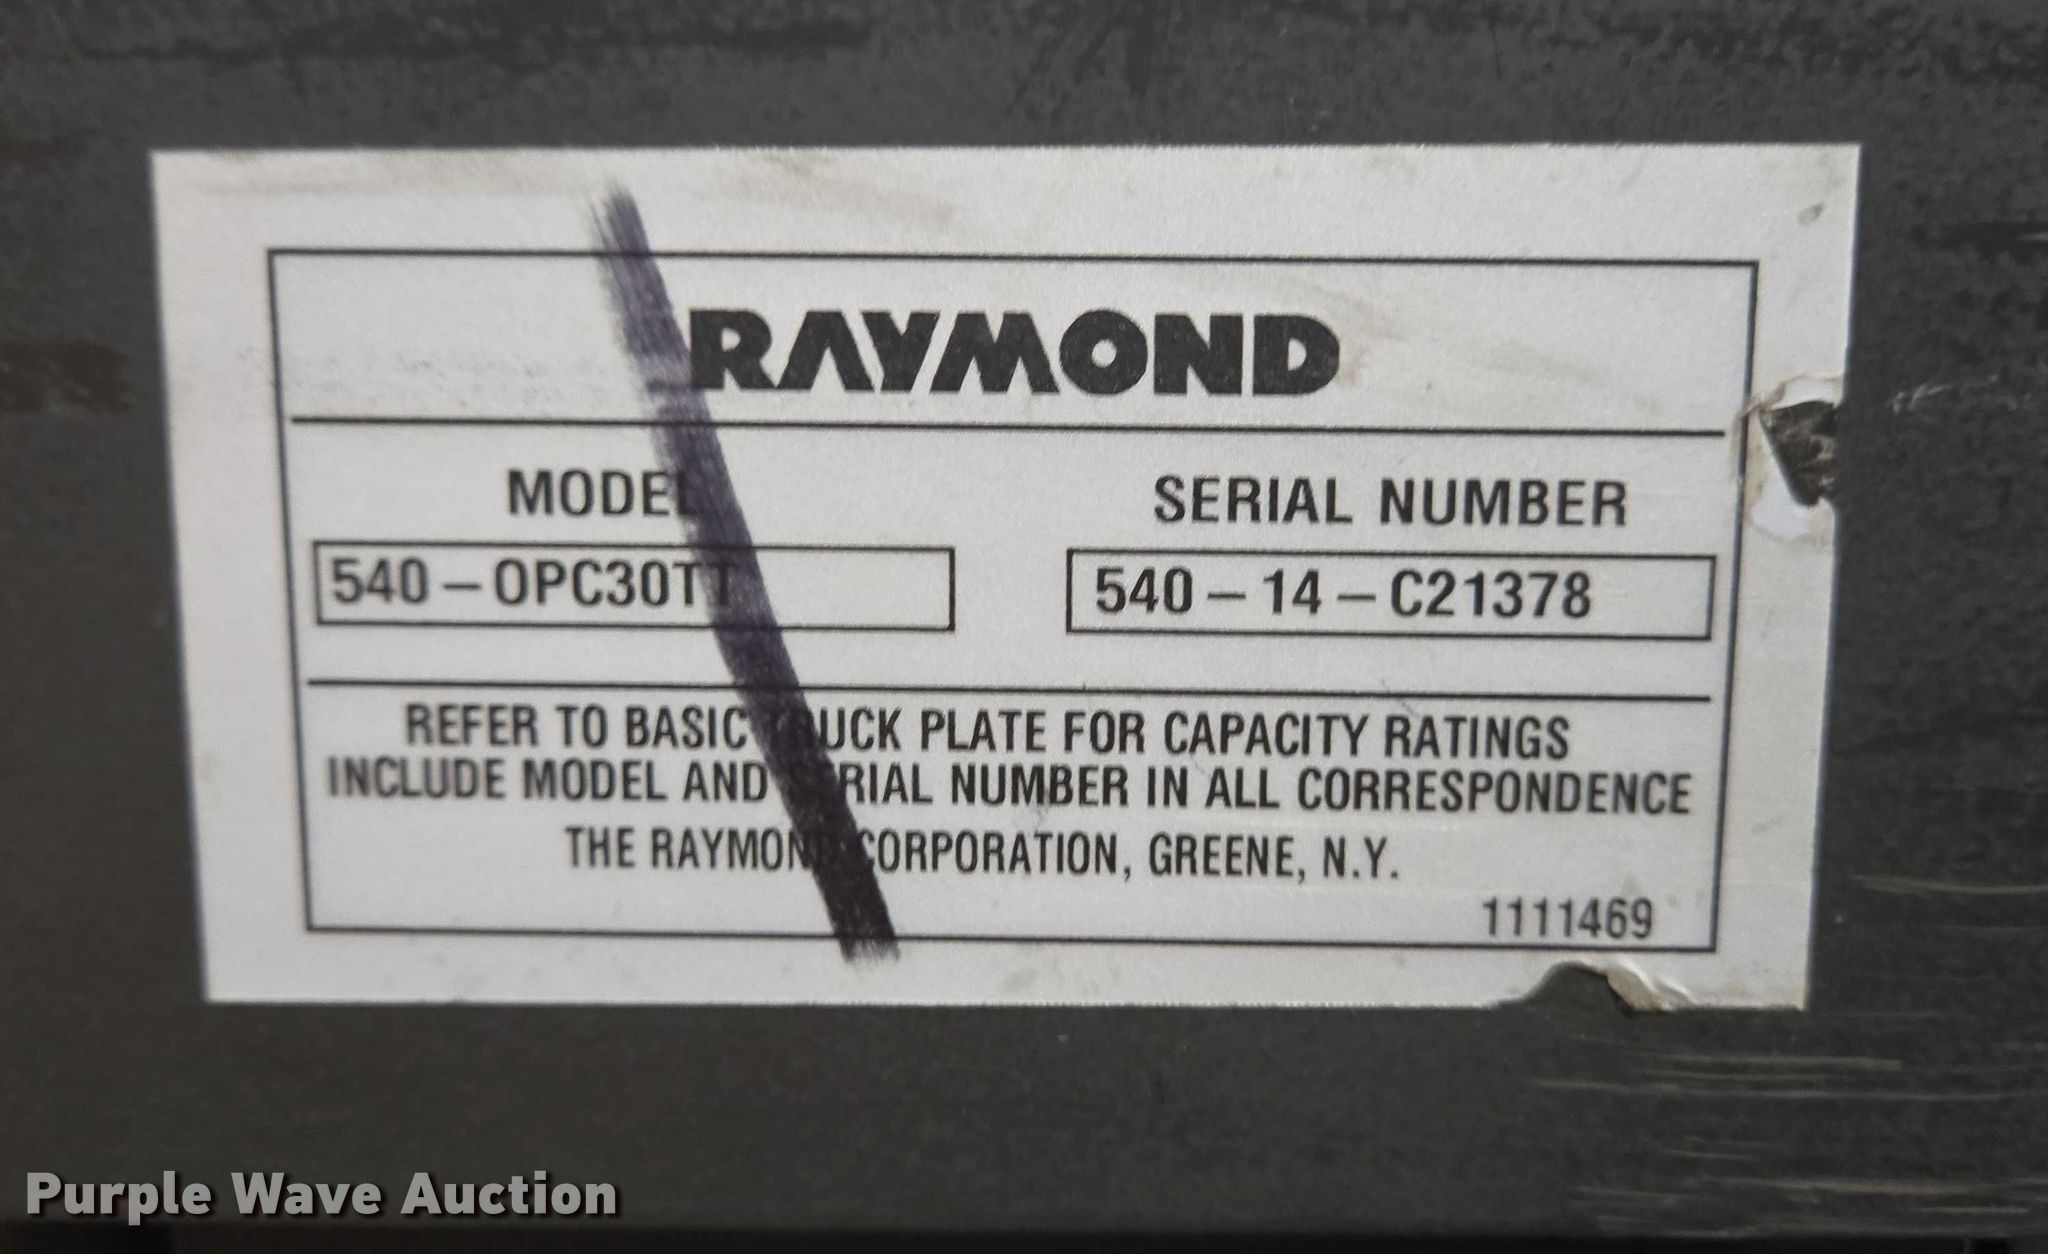 RAYMOND
MODEL SERIAL NUMBER
540-OPC30TT 540-14-C21378
REFER TO BASIC TRUCK PLATE FOR CAPACITY RATINGS
INCLUDE MODEL AND SERIAL NUMBER IN ALL CORRESPONDENCE
THE RAYMOND CORPORATION, GREENE, N.Y.
1111469
Purple Wave Auction